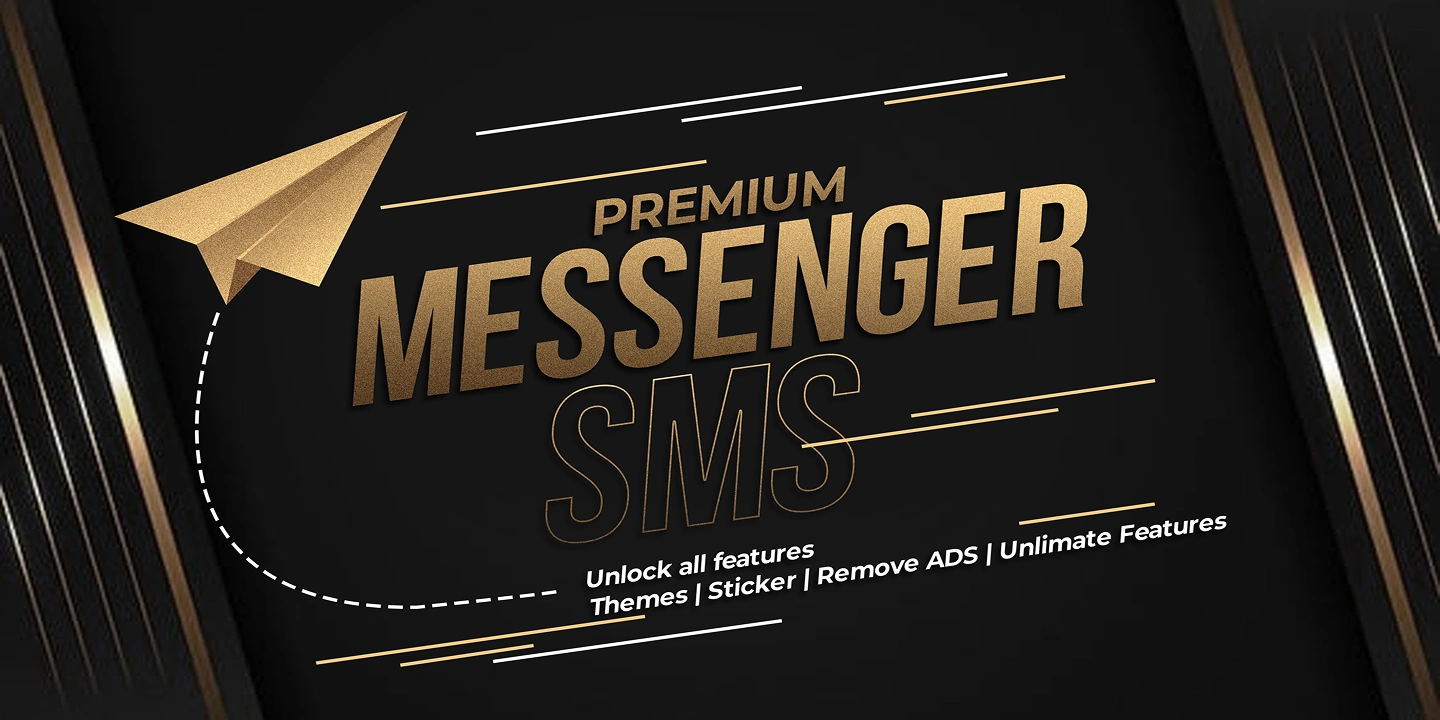 PREMIUM
MESSENGER
SMS
Unlock all features
Themes | Sticker | Remove ADS | Unlimate Features